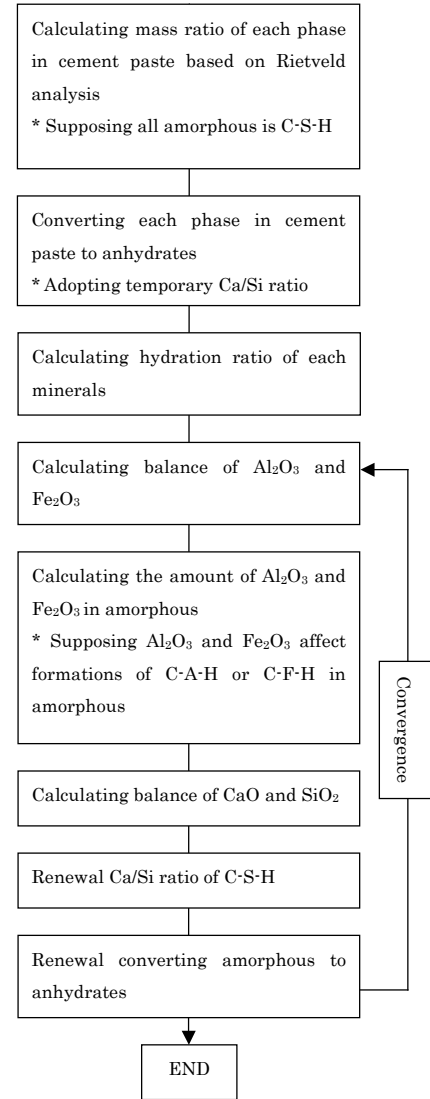 Calculating mass ratio of each phase
in cement paste based on Rietveld
analysis
* Supposing all amorphous is C-S-H
Converting each phase in cement
paste to anhydrates
* Adopting temporary Ca/Si ratio
Calculating hydration ratio of each
minerals
Calculating balance of Al₂O₃ and
Fe₂O₃
Calculating the amount of Al₂O₃ and
Fe₂O₃ in amorphous
* Supposing Al₂O₃ and Fe₂O₃ affect
formations of C-A-H or C-F-H in
amorphous
Convergence
Calculating balance of CaO and SiO₂
Renewal Ca/Si ratio of C-S-H
Renewal converting amorphous to
anhydrates
END